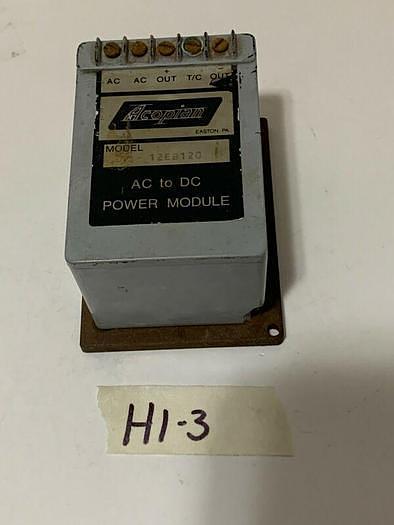 + -
AC AC OUT T/C OUT
Acopian
EASTON PA.
MODEL
12EB120
AC to DC
POWER MODULE
H1-3